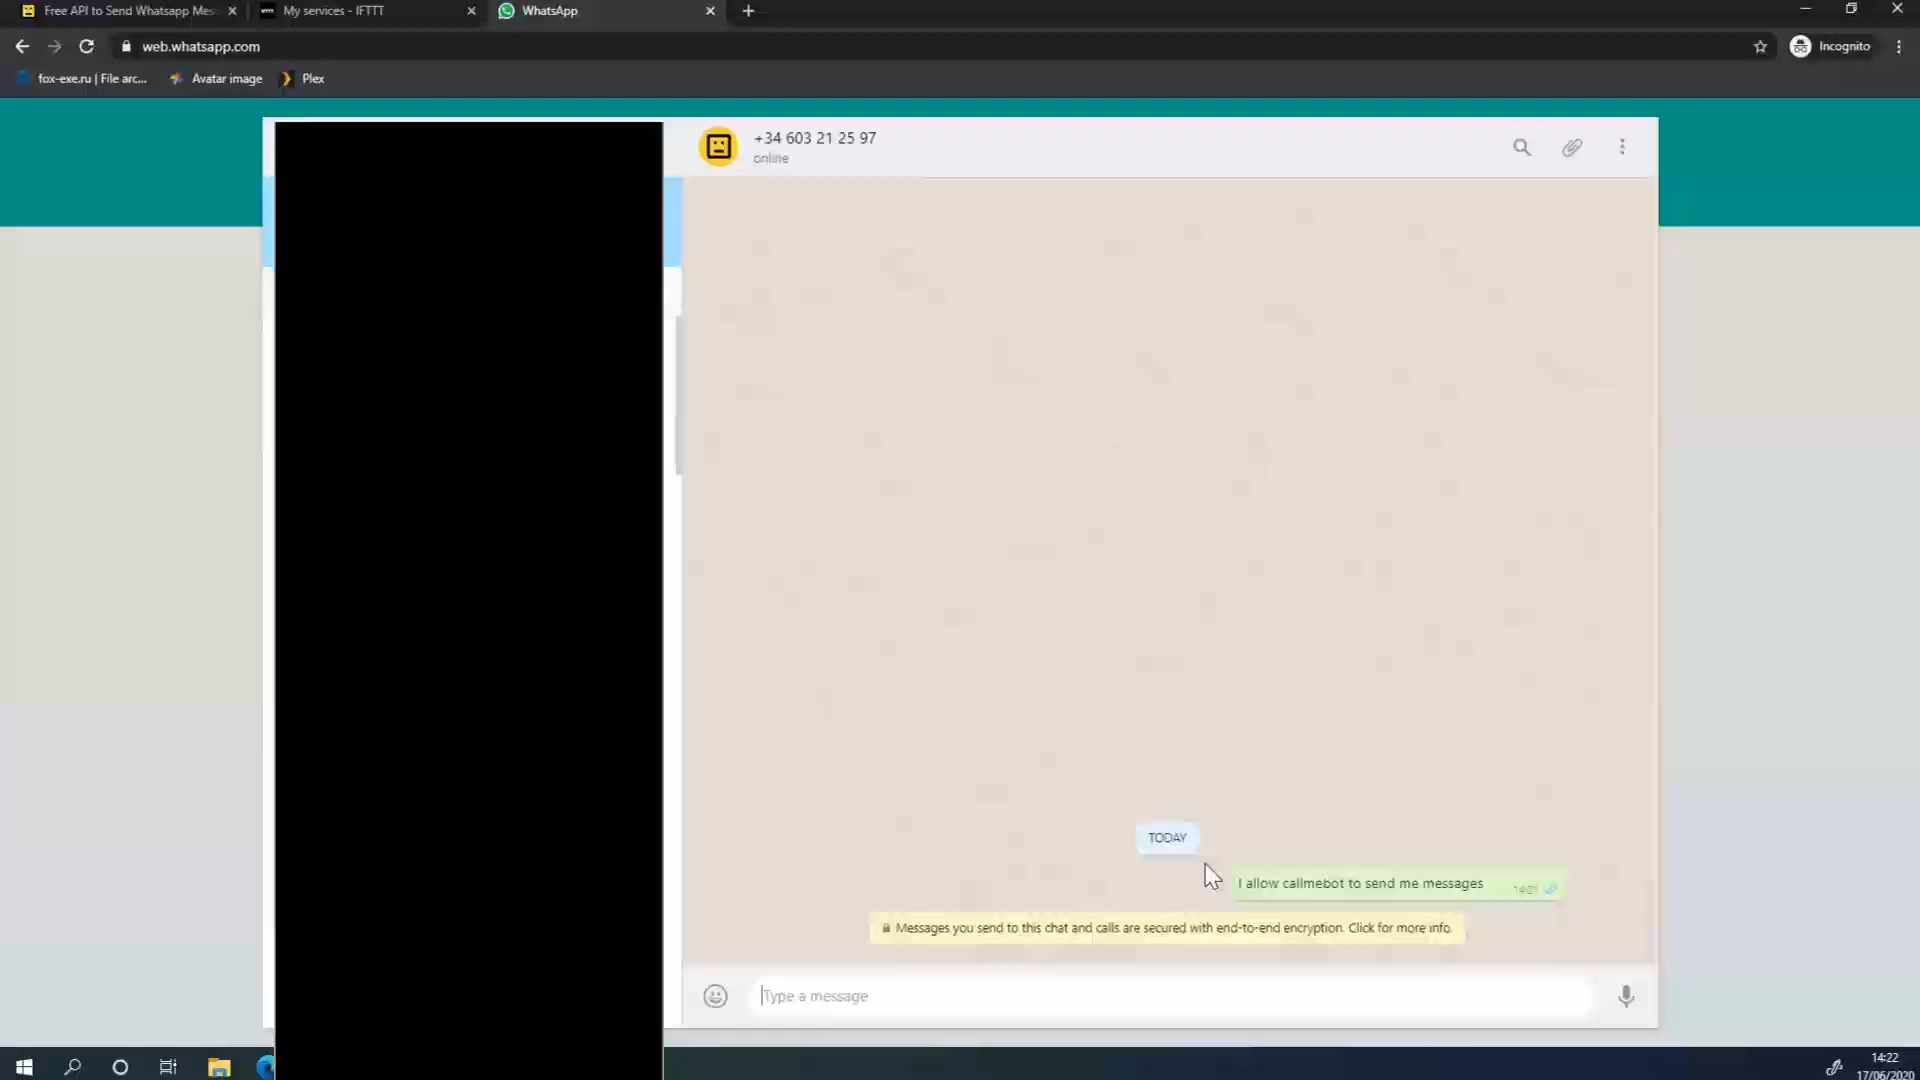 Free API to Send Whatsapp Mes
My services - IFTTT
WhatsApp
web.whatsapp.com
Incognito
fox-exe.ru | File arc...
Avatar image
Plex
+34 603 21 25 97
online
TODAY
I allow callmebot to send me messages
14:21
Messages you send to this chat and calls are secured with end-to-end encryption. Click for more info.
Type a message
14:22
17/06/2020